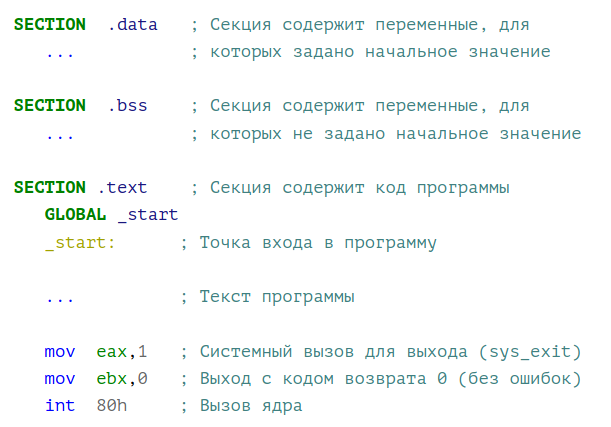 SECTION  .data   ; Секция содержит переменные, для
   ...           ; которых задано начальное значение
SECTION  .bss    ; Секция содержит переменные, для
   ...           ; которых не задано начальное значение
SECTION .text    ; Секция содержит код программы
   GLOBAL _start
   _start:      ; Точка входа в программу
   ...          ; Текст программы
   mov  eax,1   ; Системный вызов для выхода (sys_exit)
   mov  ebx,0   ; Выход с кодом возврата 0 (без ошибок)
   int  80h     ; Вызов ядра